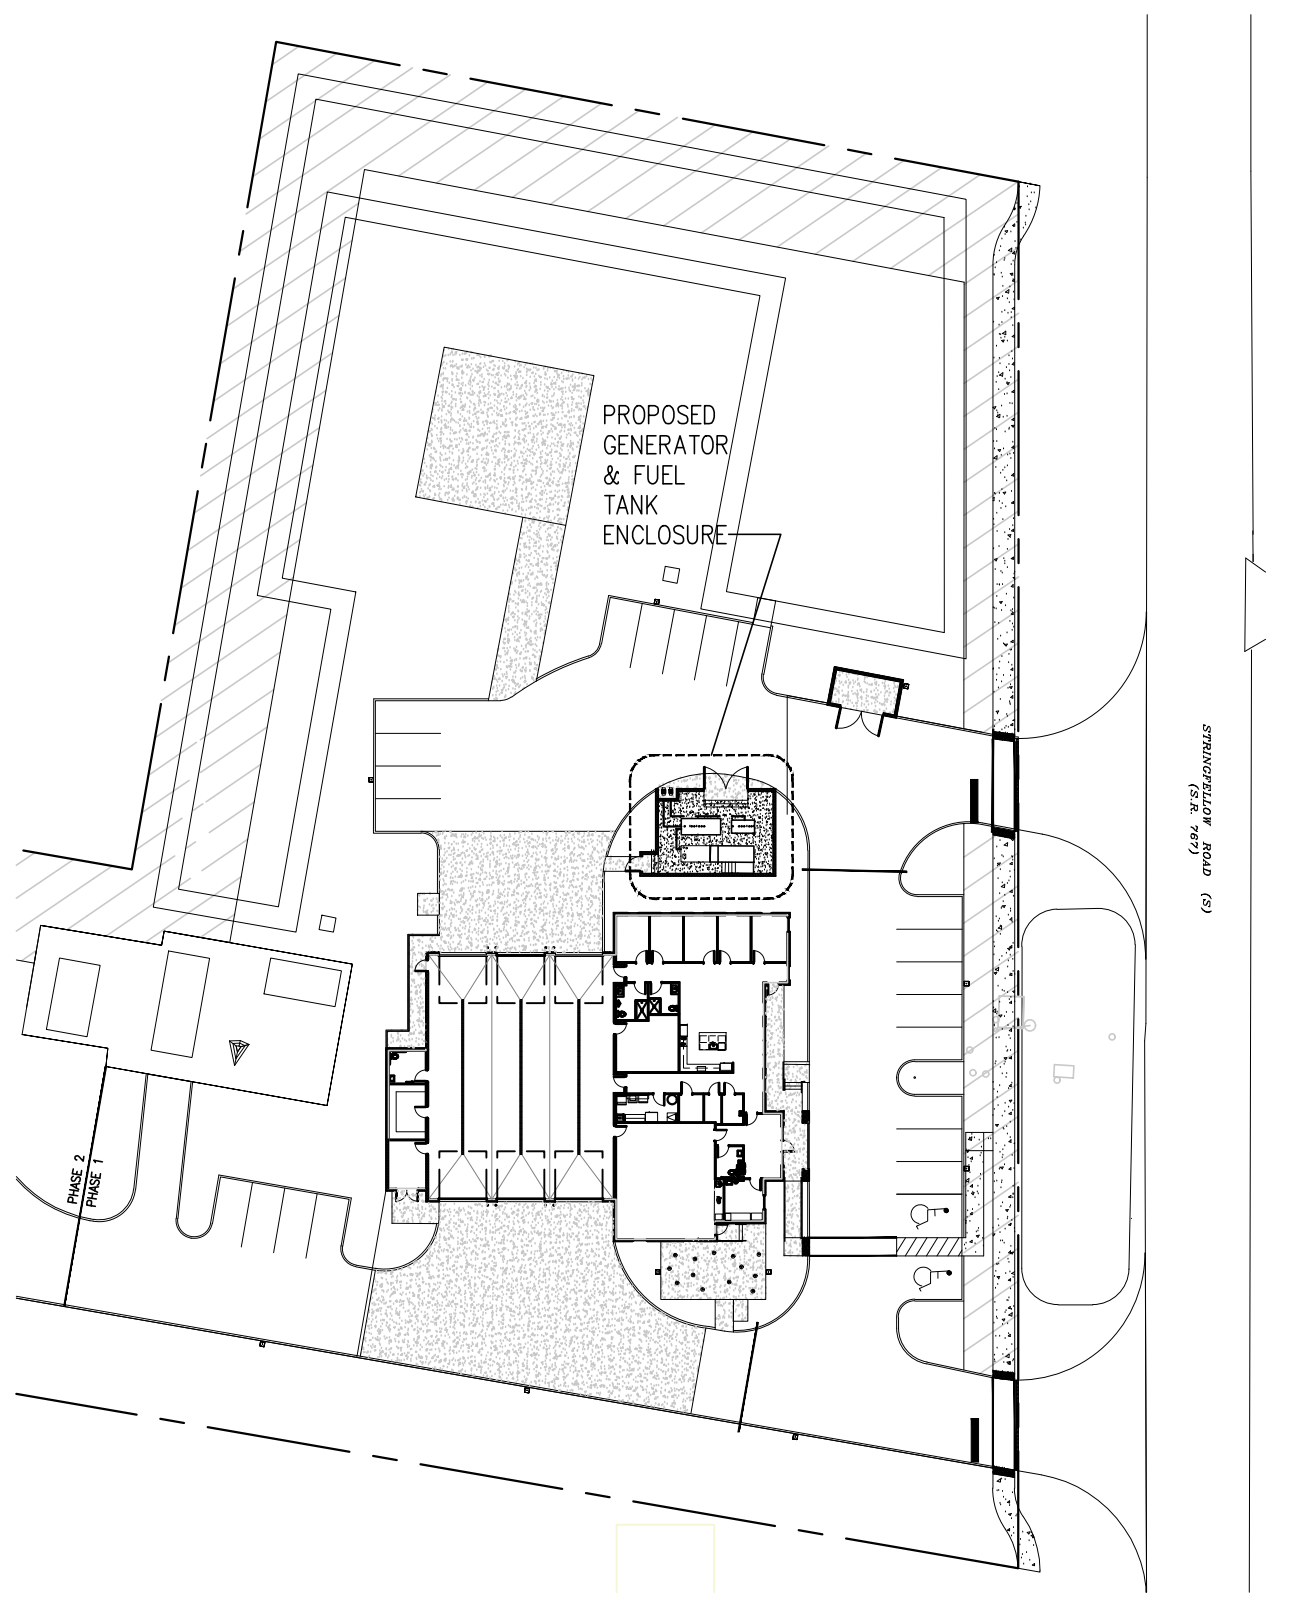 PROPOSED
GENERATOR
& FUEL
TANK
ENCLOSURE
STRINGFELLOW ROAD (S)
(S.R. 767)
PHASE 2
PHASE 1